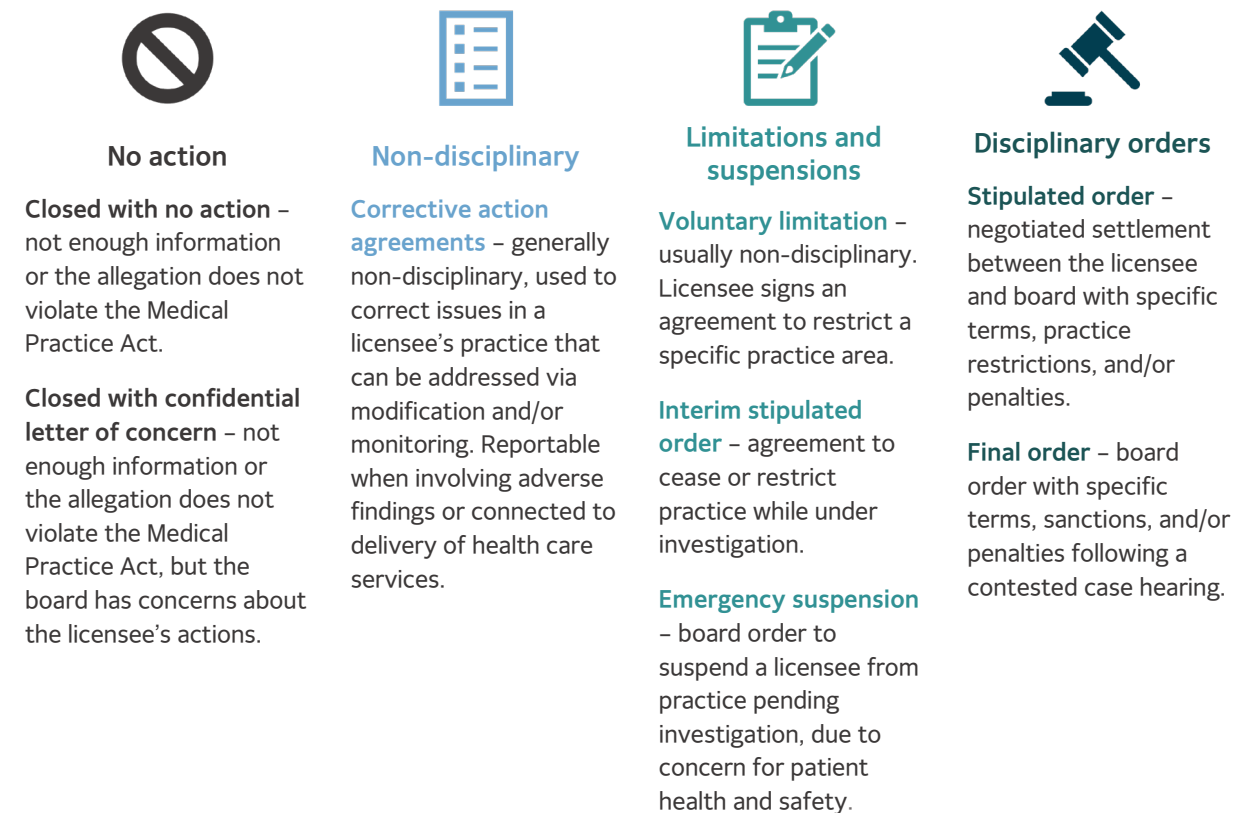 No action
Closed with no action –
not enough information
or the allegation does not
violate the Medical
Practice Act.
Closed with confidential
letter of concern – not
enough information or
the allegation does not
violate the Medical
Practice Act, but the
board has concerns about
the licensee’s actions.
Non-disciplinary
Corrective action
agreements – generally
non-disciplinary, used to
correct issues in a
licensee’s practice that
can be addressed via
modification and/or
monitoring. Reportable
when involving adverse
findings or connected to
delivery of health care
services.
Limitations and
suspensions
Voluntary limitation –
usually non-disciplinary.
Licensee signs an
agreement to restrict a
specific practice area.
Interim stipulated
order – agreement to
cease or restrict
practice while under
investigation.
Emergency suspension
– board order to
suspend a licensee from
practice pending
investigation, due to
concern for patient
health and safety.
Disciplinary orders
Stipulated order –
negotiated settlement
between the licensee
and board with specific
terms, practice
restrictions, and/or
penalties.
Final order – board
order with specific
terms, sanctions, and/or
penalties following a
contested case hearing.